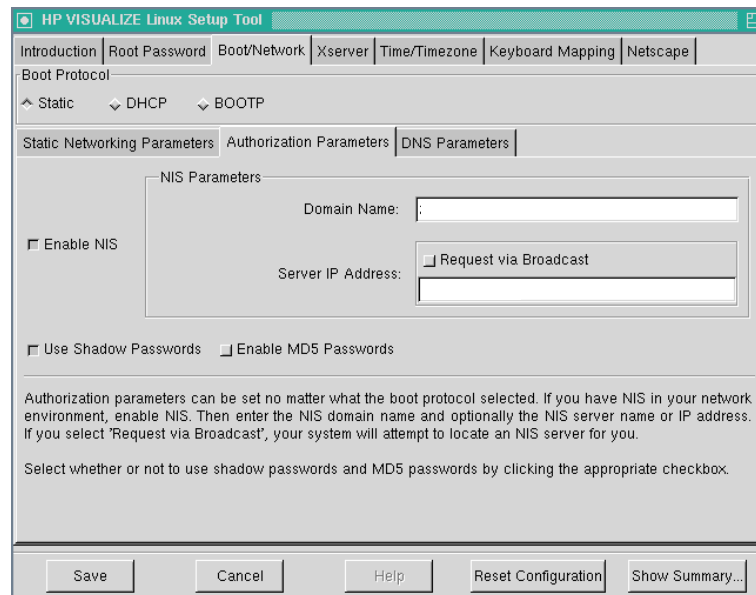 HP VISUALIZE Linux Setup Tool
Introduction Root Password Boot/Network Xserver Time/Timezone Keyboard Mapping Netscape
Boot Protocol
Static DHCP BOOTP
Static Networking Parameters Authorization Parameters DNS Parameters
NIS Parameters
Domain Name: :
Enable NIS
Request via Broadcast
Server IP Address:
Use Shadow Passwords Enable MD5 Passwords
Authorization parameters can be set no matter what the boot protocol selected. If you have NIS in your network
environment, enable NIS. Then enter the NIS domain name and optionally the NIS server name or IP address.
If you select 'Request via Broadcast', your system will attempt to locate an NIS server for you.
Select whether or not to use shadow passwords and MD5 passwords by clicking the appropriate checkbox.
Save Cancel Help Reset Configuration Show Summary...